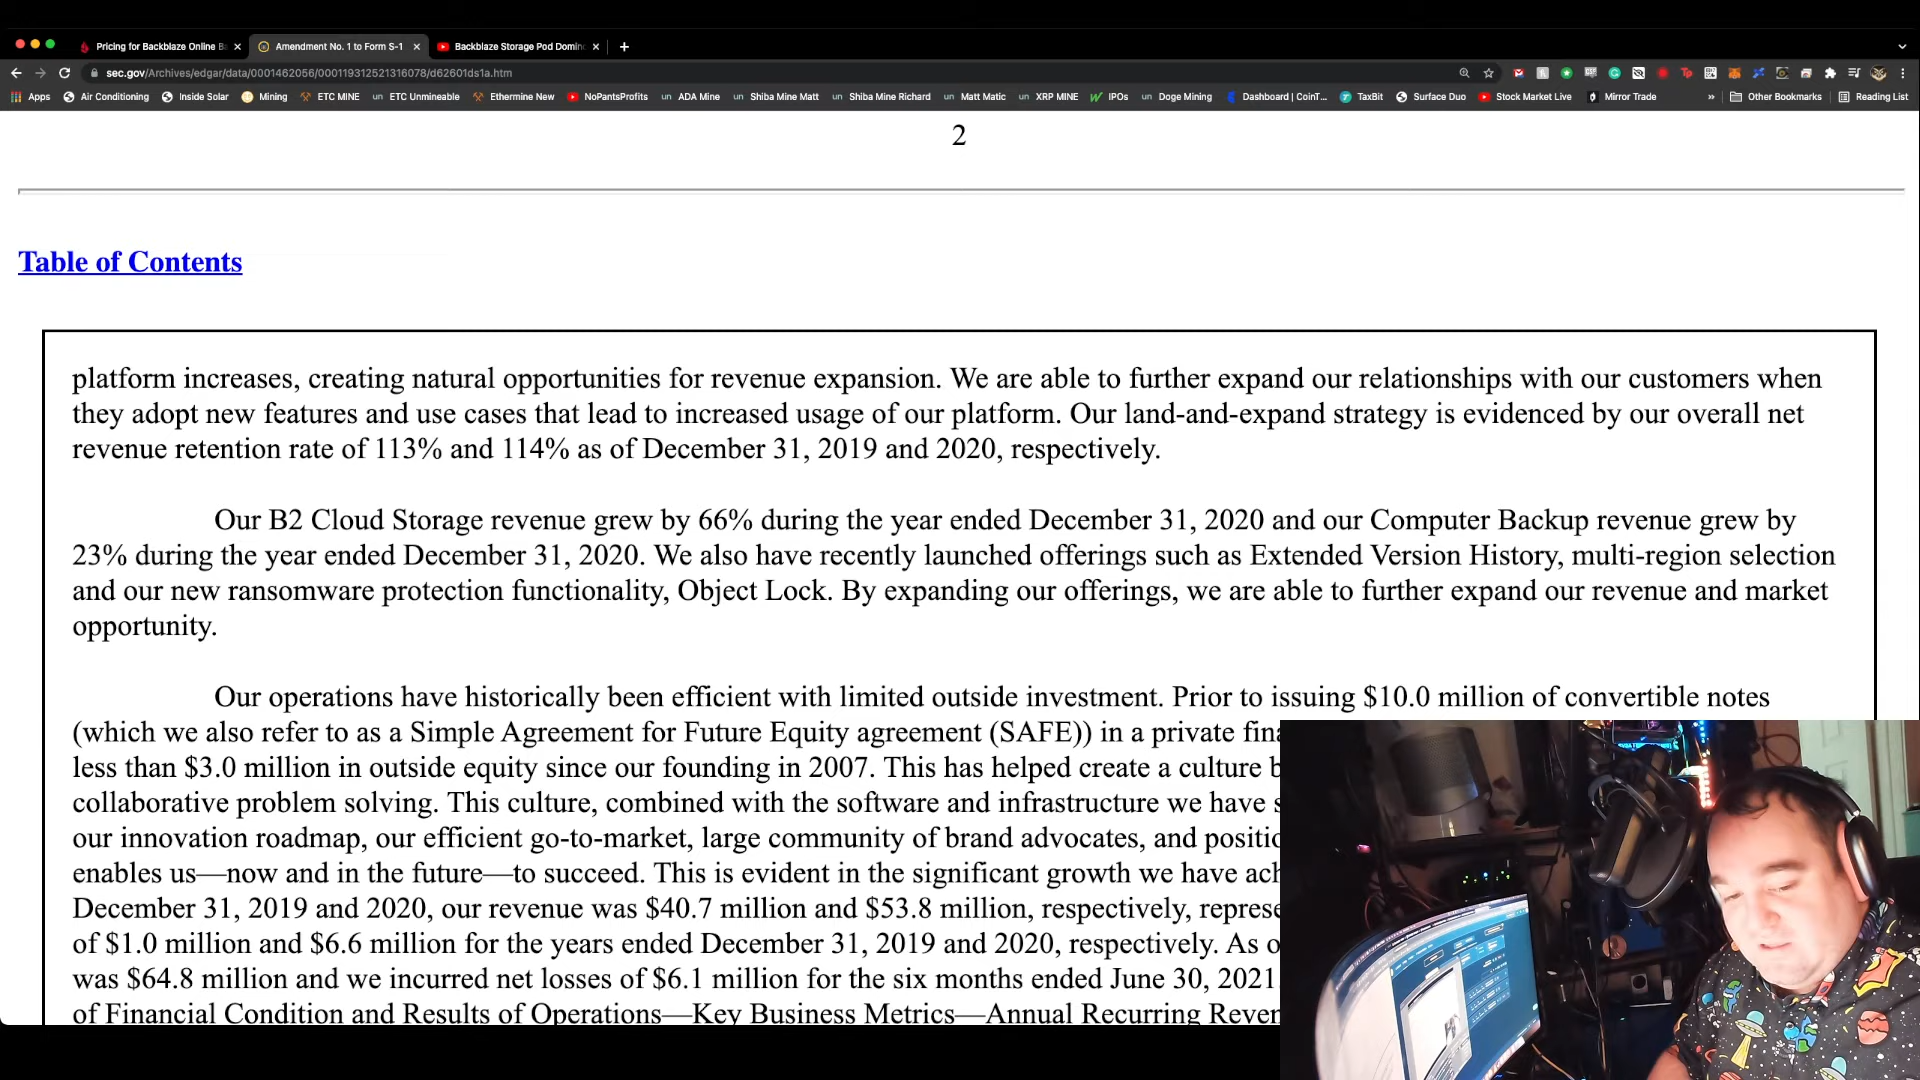 Pricing for Backblaze Online Ba
Amendment No. 1 to Form S-1
Backblaze Storage Pod Domin
sec.gov/Archives/edgar/data/0001462056/000119312521316078/d62601ds1a.htm
Apps Air Conditioning Inside Solar Mining ETC MINE ETC Unmineable Ethermine New NoPantsProfits ADA Mine Shiba Mine Matt Shiba Mine Richard Matt Matic XRP MINE IPOs Doge Mining Dashboard | CoinT... TaxBit Surface Duo Stock Market Live Mirror Trade » Other Bookmarks Reading List
2
Table of Contents
platform increases, creating natural opportunities for revenue expansion. We are able to further expand our relationships with our customers when
they adopt new features and use cases that lead to increased usage of our platform. Our land-and-expand strategy is evidenced by our overall net
revenue retention rate of 113% and 114% as of December 31, 2019 and 2020, respectively.
Our B2 Cloud Storage revenue grew by 66% during the year ended December 31, 2020 and our Computer Backup revenue grew by
23% during the year ended December 31, 2020. We also have recently launched offerings such as Extended Version History, multi-region selection
and our new ransomware protection functionality, Object Lock. By expanding our offerings, we are able to further expand our revenue and market
opportunity.
Our operations have historically been efficient with limited outside investment. Prior to issuing $10.0 million of convertible notes
(which we also refer to as a Simple Agreement for Future Equity agreement (SAFE)) in a private fina
less than $3.0 million in outside equity since our founding in 2007. This has helped create a culture b
collaborative problem solving. This culture, combined with the software and infrastructure we have s
our innovation roadmap, our efficient go-to-market, large community of brand advocates, and positio
enables us—now and in the future—to succeed. This is evident in the significant growth we have ach
December 31, 2019 and 2020, our revenue was $40.7 million and $53.8 million, respectively, represe
of $1.0 million and $6.6 million for the years ended December 31, 2019 and 2020, respectively. As o
was $64.8 million and we incurred net losses of $6.1 million for the six months ended June 30, 2021.
of Financial Condition and Results of Operations—Key Business Metrics—Annual Recurring Reven